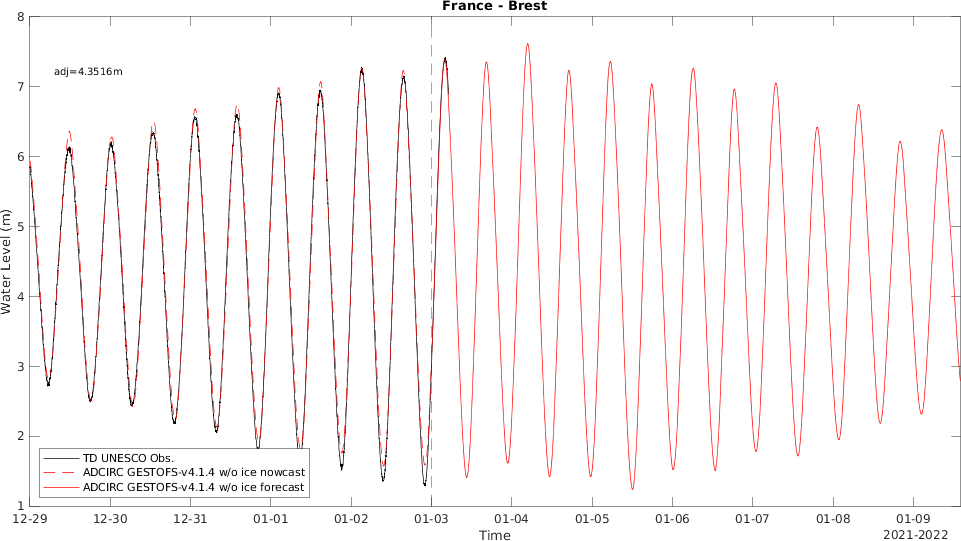 France - Brest
8
7
6
5
4
3
2
1
Water Level (m)
adj=4.3516m
TD UNESCO Obs.
ADCIRC GESTOFS-v4.1.4 w/o ice nowcast
ADCIRC GESTOFS-v4.1.4 w/o ice forecast
12-29 12-30 12-31 01-01 01-02 01-03 01-04 01-05 01-06 01-07 01-08 01-09
Time
2021-2022